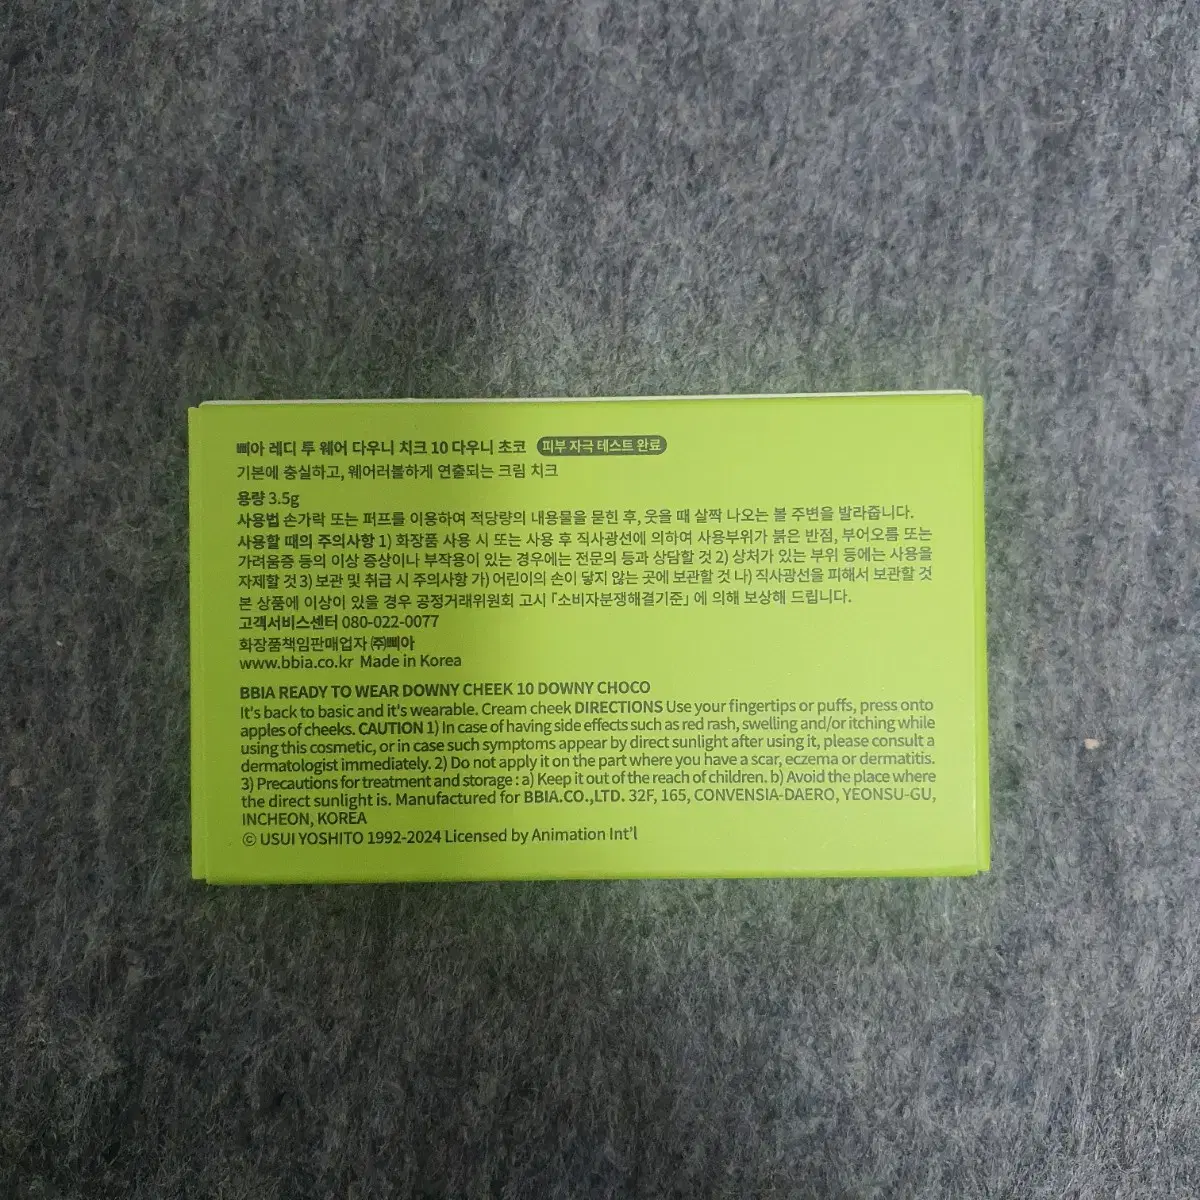 삐아 레디 투 웨어 다우니 치크 10 다우니 초코 피부 자극 테스트 완료
기본에 충실하고, 웨어러블하게 연출되는 크림 치크
용량 3.5g
사용법 손가락 또는 퍼프를 이용하여 적당량의 내용물을 묻힌 후, 웃을 때 살짝 나오는 볼 주변을 발라줍니다.
사용할 때의 주의사항 1) 화장품 사용 시 또는 사용 후 직사광선에 의하여 사용부위가 붉은 반점, 부어오름 또는
가려움증 등의 이상 증상이나 부작용이 있는 경우에는 전문의 등과 상담할 것 2) 상처가 있는 부위 등에는 사용을
자제할 것 3) 보관 및 취급 시 주의사항 가) 어린이의 손이 닿지 않는 곳에 보관할 것 나) 직사광선을 피해서 보관할 것
본 상품에 이상이 있을 경우 공정거래위원회 고시 「소비자분쟁해결기준」 에 의해 보상해 드립니다.
고객서비스센터 080-022-0077
화장품책임판매업자 ㈜삐아
www.bbia.co.kr Made in Korea
BBIA READY TO WEAR DOWNY CHEEK 10 DOWNY CHOCO
It's back to basic and it's wearable. Cream cheek DIRECTIONS Use your fingertips or puffs, press onto
apples of cheeks. CAUTION 1) In case of having side effects such as red rash, swelling and/or itching while
using this cosmetic, or in case such symptoms appear by direct sunlight after using it, please consult a
dermatologist immediately. 2) Do not apply it on the part where you have a scar, eczema or dermatitis.
3) Precautions for treatment and storage : a) Keep it out of the reach of children. b) Avoid the place where
the direct sunlight is. Manufactured for BBIA.CO.,LTD. 32F, 165, CONVENSIA-DAERO, YEONSU-GU,
INCHEON, KOREA
© USUI YOSHITO 1992-2024 Licensed by Animation Int'l